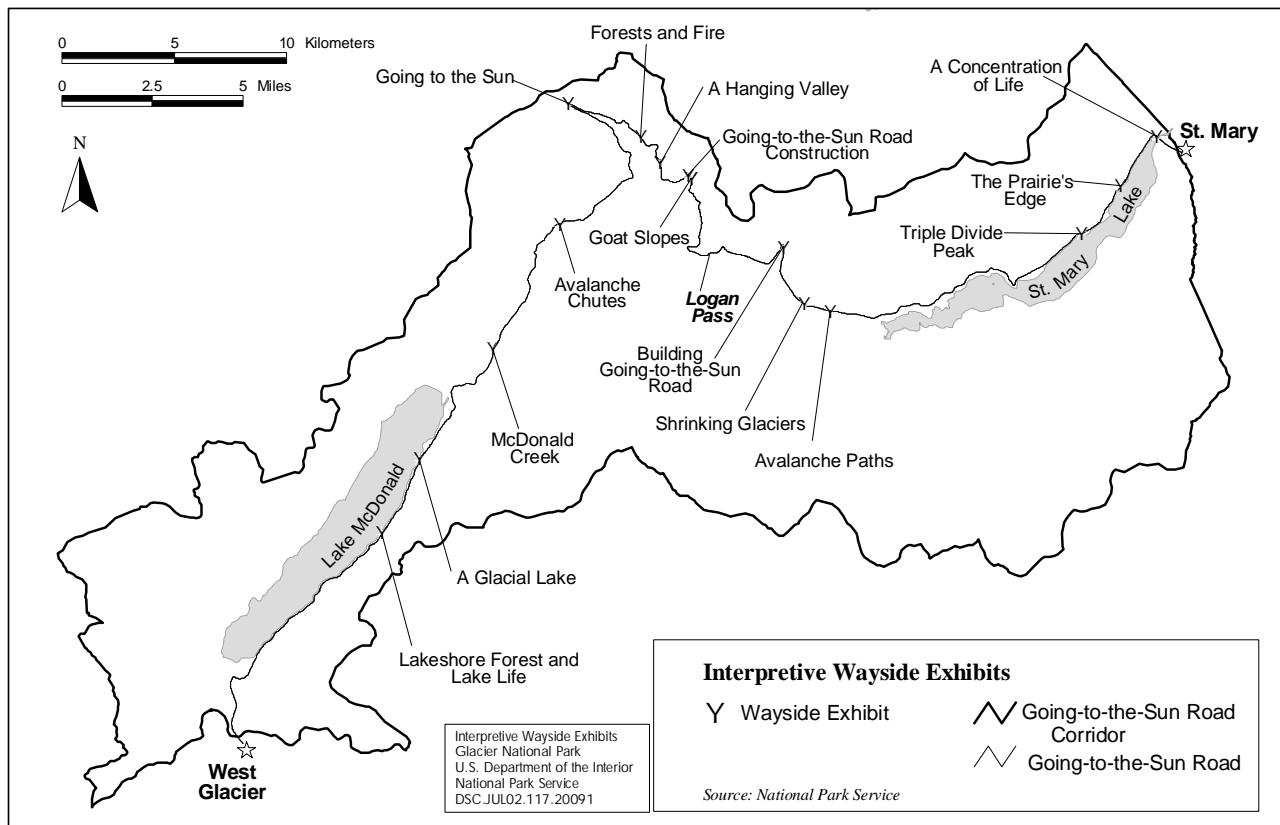 0 5 10 Kilometers
0 2.5 5 Miles
N
Forests and Fire
Going to the Sun
A Hanging Valley
Going-to-the-Sun Road
Construction
A Concentration
of Life
St. Mary
The Prairie's
Edge
Triple Divide
Peak
Lake
St. Mary
Goat Slopes
Avalanche
Chutes
Logan
Pass
Building
Going-to-the-Sun
Road
Shrinking Glaciers
Avalanche Paths
McDonald
Creek
Lake McDonald
A Glacial Lake
Lakeshore Forest and
Lake Life
West
Glacier
Interpretive Wayside Exhibits
Glacier National Park
U.S. Department of the Interior
National Park Service
DSC.JUL02.117.20091
Interpretive Wayside Exhibits
Wayside Exhibit
Going-to-the-Sun Road
Corridor
Going-to-the-Sun Road
Source: National Park Service